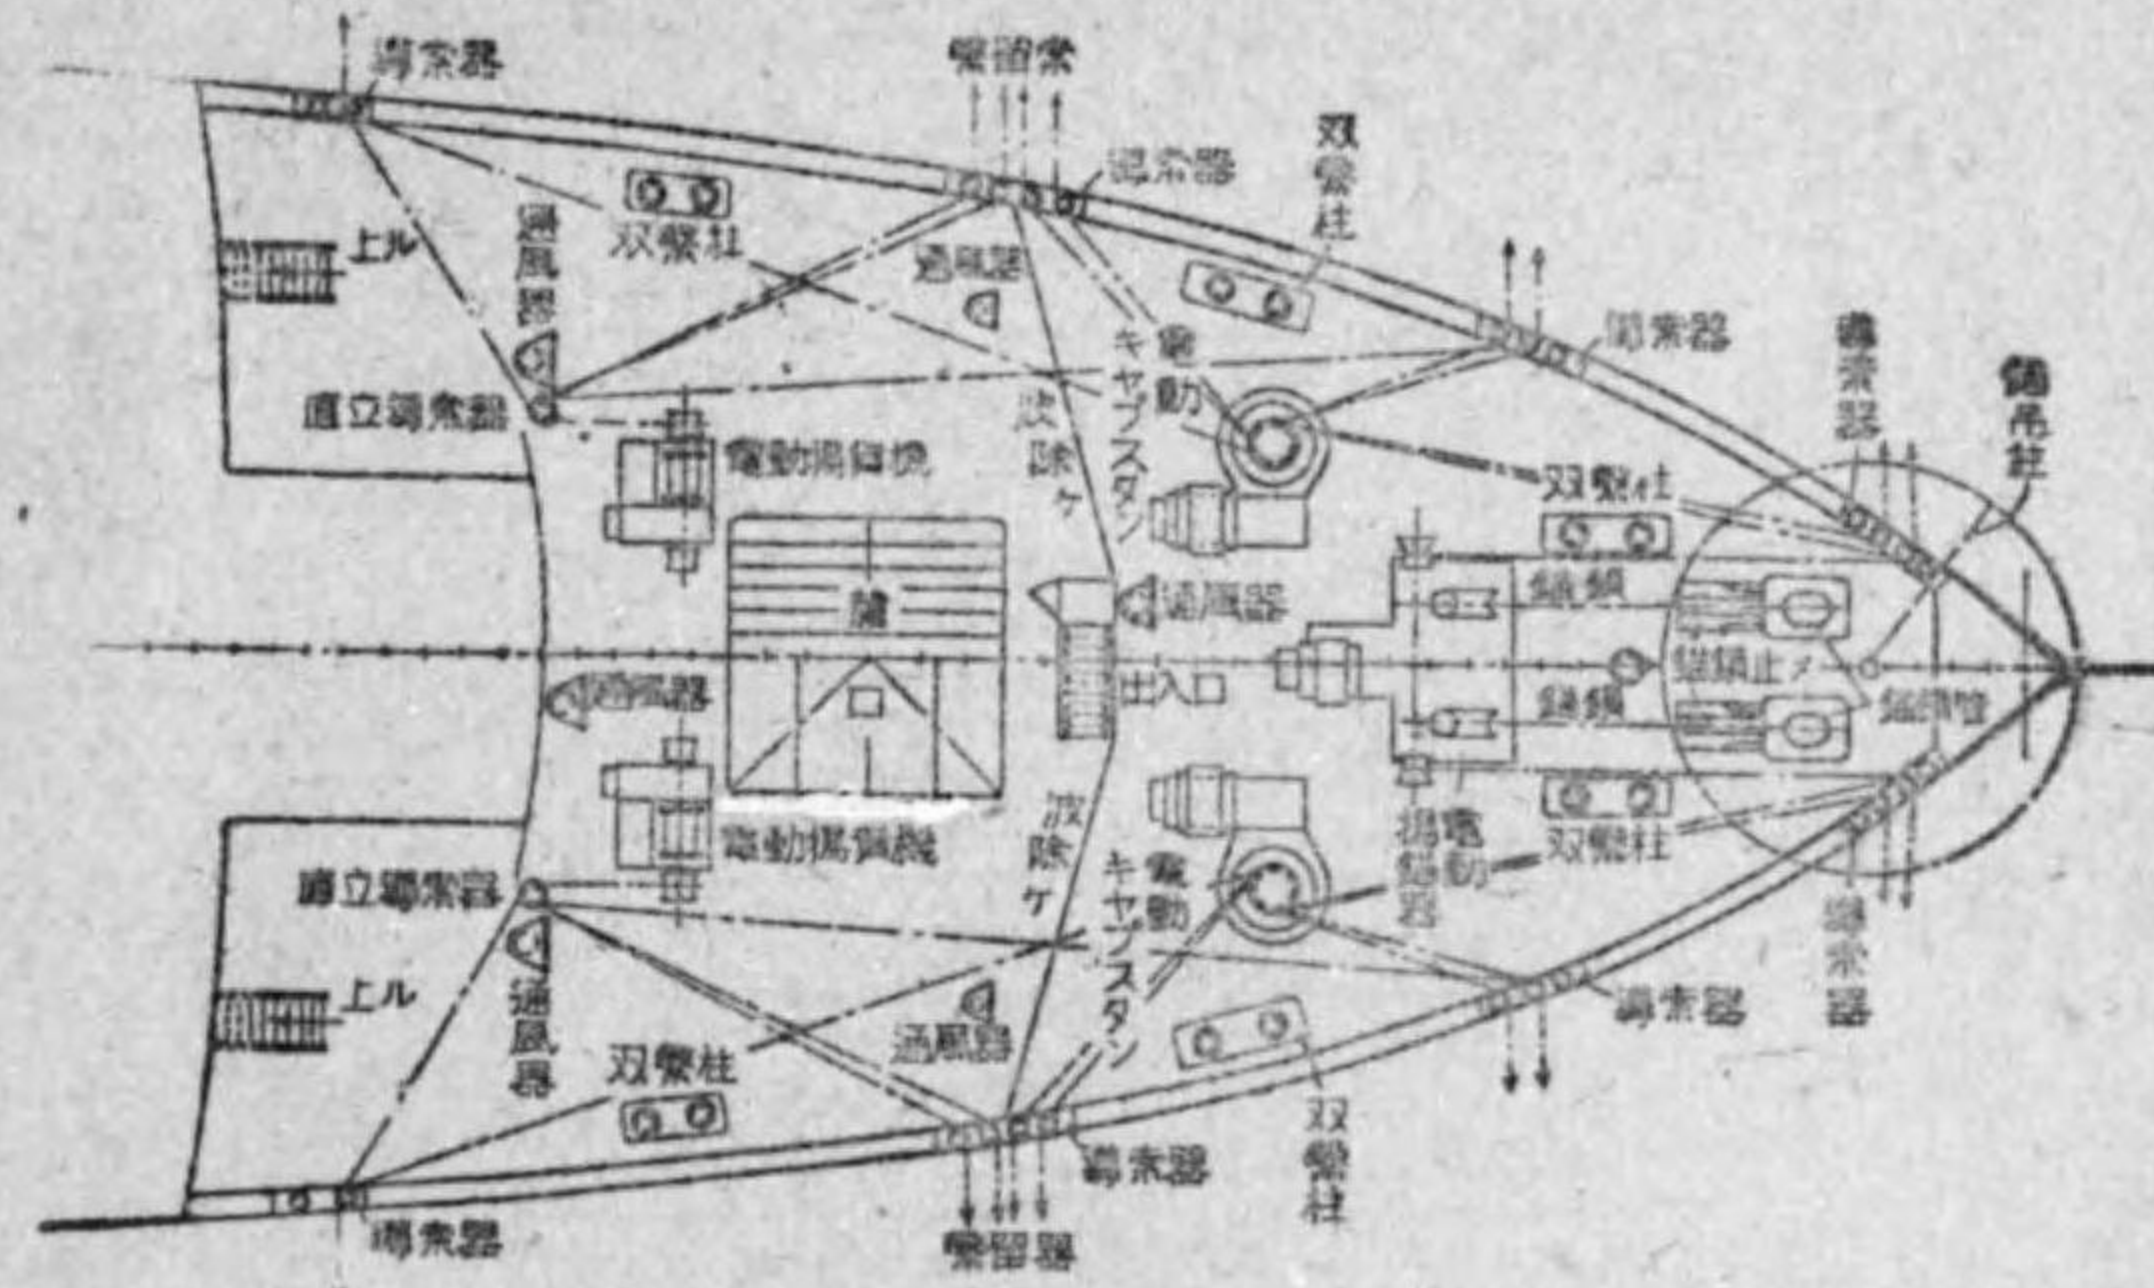 導索器
繋留索
導索器
双繋柱
双繋柱
上ル
通風器
通風器
導索器
導索器
錨吊柱
直立導索器
電動揚貨機
波除ケ
電動キャプスタン
双繋柱
艙
通風器
錨鎖
錨鎖止メ
錨鎖管
通風器
出入口
錨鎖
電動揚貨機
波除ケ
電動キャプスタン
電動揚錨器
双繋柱
直立導索器
導索器
上ル
通風器
通風器
双繋柱
導索器
双繋柱
導索器
導索器
繋留器